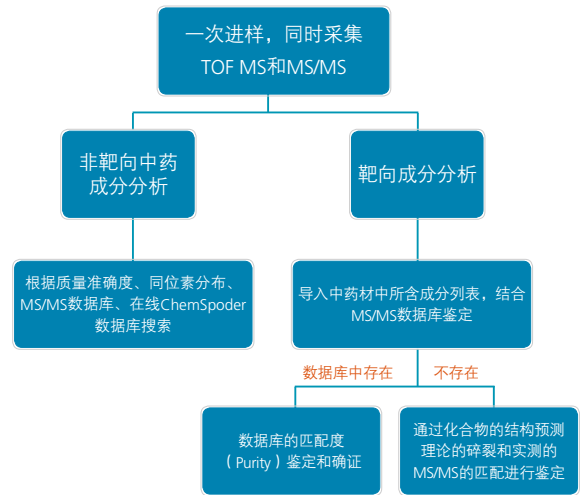 一次进样，同时采集
TOF MS和MS/MS
非靶向中药
成分分析
靶向成分分析
根据质量准确度、同位素分布、
MS/MS数据库、在线ChemSpoder
数据库搜索
导入中药材中所含成分列表，结合
MS/MS数据库鉴定
数据库中存在
不存在
数据库的匹配度
（Purity）鉴定和确证
通过化合物的结构预测
理论的碎裂和实测的
MS/MS的匹配进行鉴定